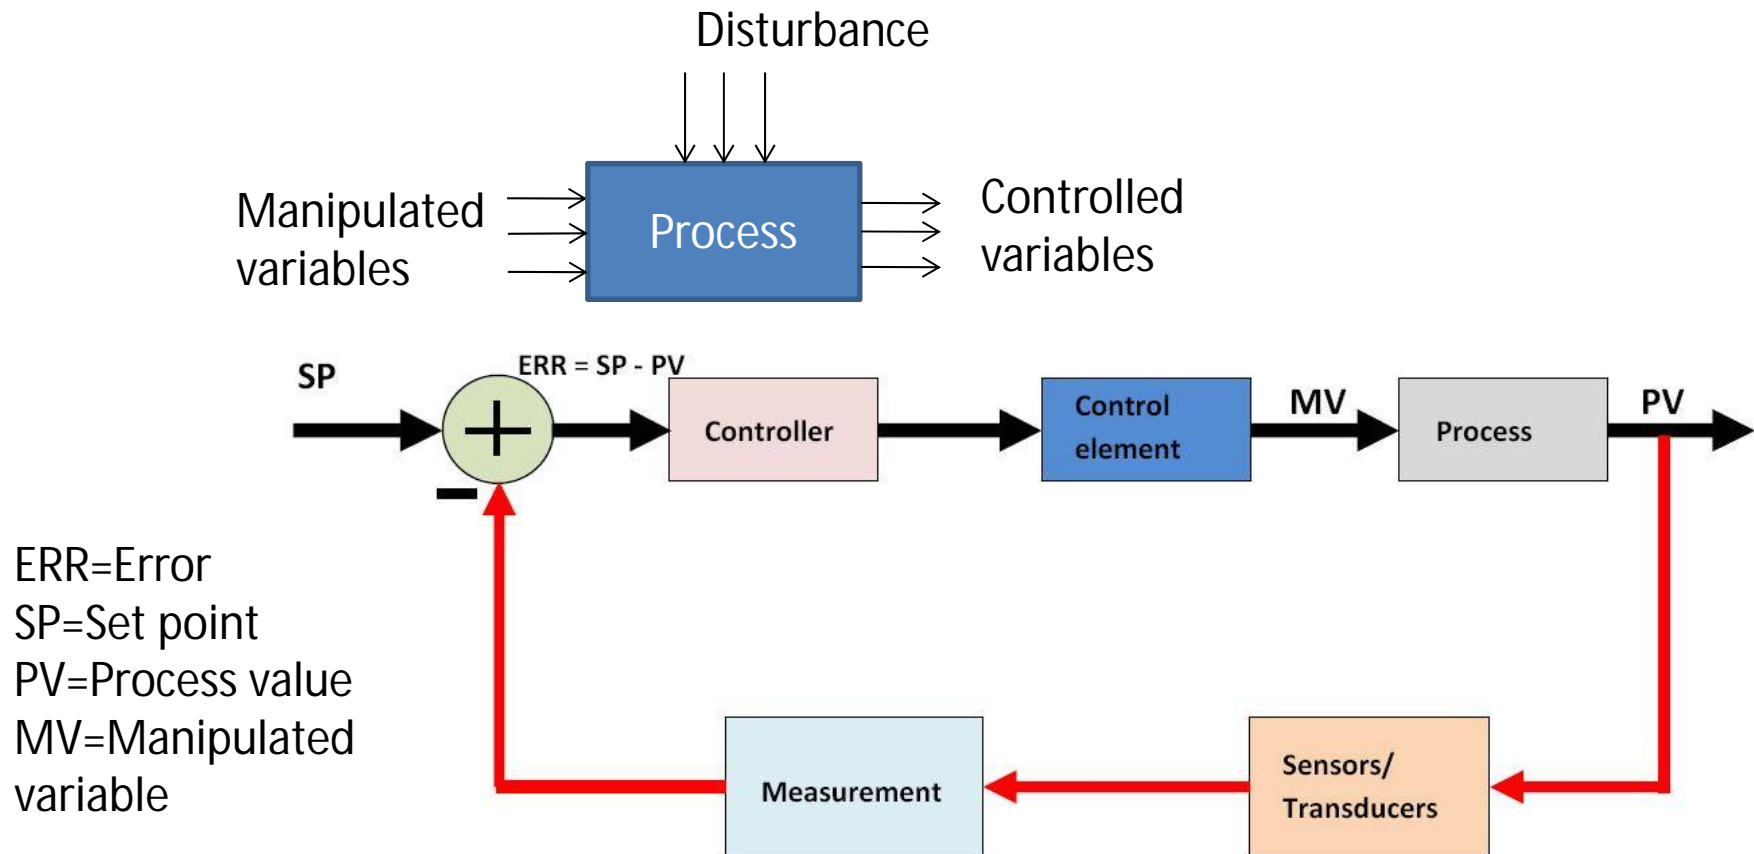 Disturbance
Manipulated
variables
Process
Controlled
variables
SP
ERR = SP - PV
Controller
Control
element
MV
Process
PV
ERR=Error
SP=Set point
PV=Process value
MV=Manipulated
variable
Measurement
Sensors/
Transducers